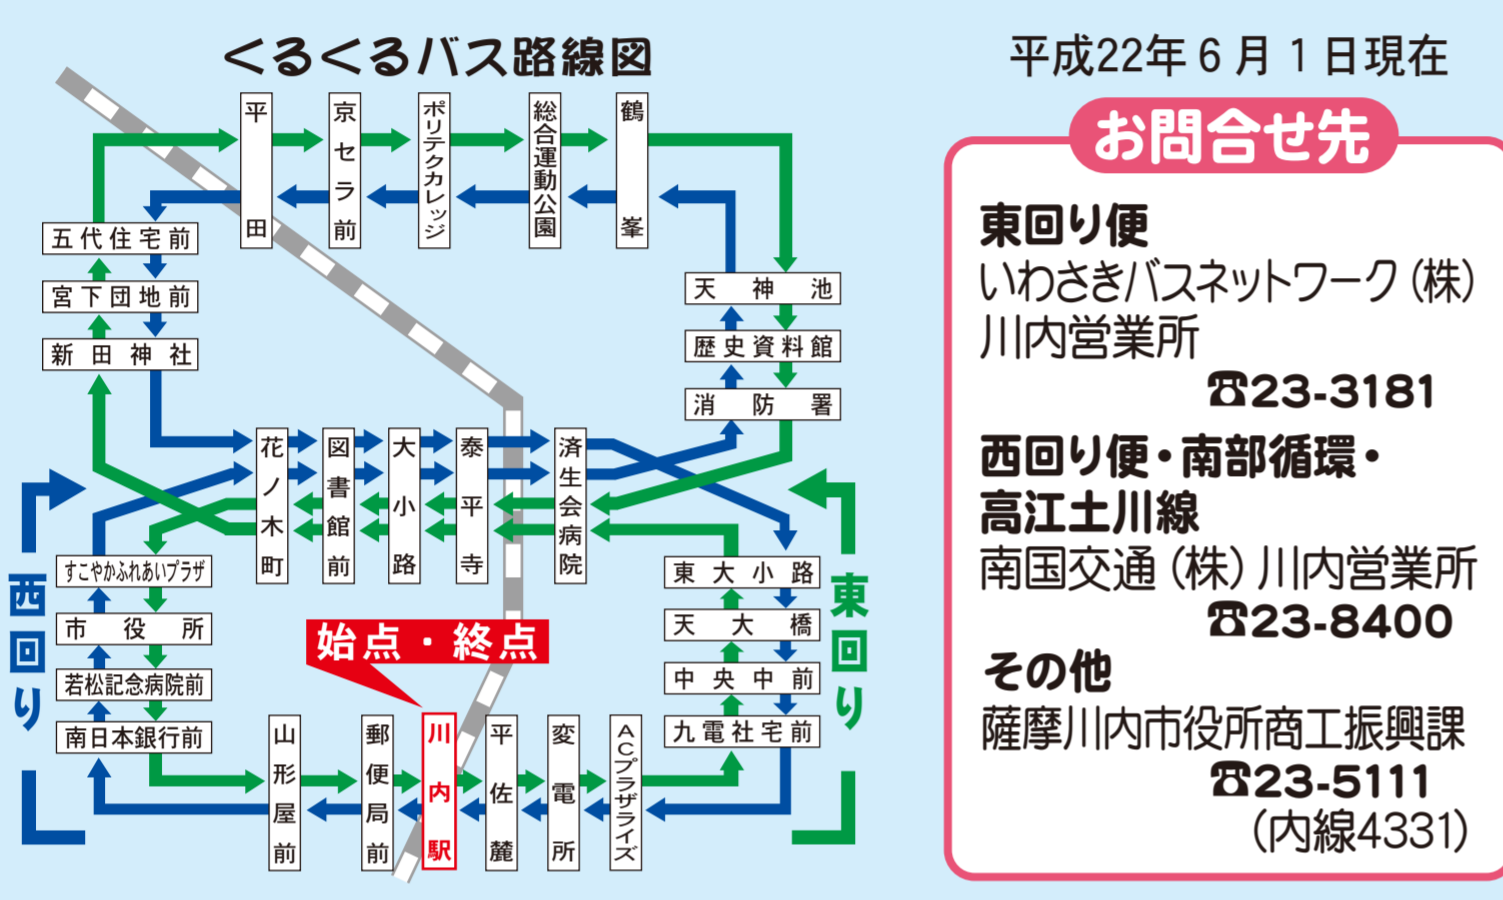 くるくるバス路線図
平成22年6月1日現在
平田
京セラ前
ポリテクカレッジ
総合運動公園
鶴峯
五代住宅前
宮下団地前
新田神社
天神池
歴史資料館
消防署
花ノ木町
図書館前
大小路
泰平寺
済生会病院
西回り
東回り
すこやかふれあいプラザ
市役所
若松記念病院前
南日本銀行前
東大小路
天大橋
中央中前
九電社宅前
始点・終点
山形屋前
郵便局前
川内駅
平佐麓
変電所
ACプラザライズ
お問合せ先
東回り便
いわさきバスネットワーク(株)
川内営業所
☎23-3181
西回り便・南部循環・
高江土川線
南国交通(株)川内営業所
☎23-8400
その他
薩摩川内市役所商工振興課
☎23-5111
(内線4331)